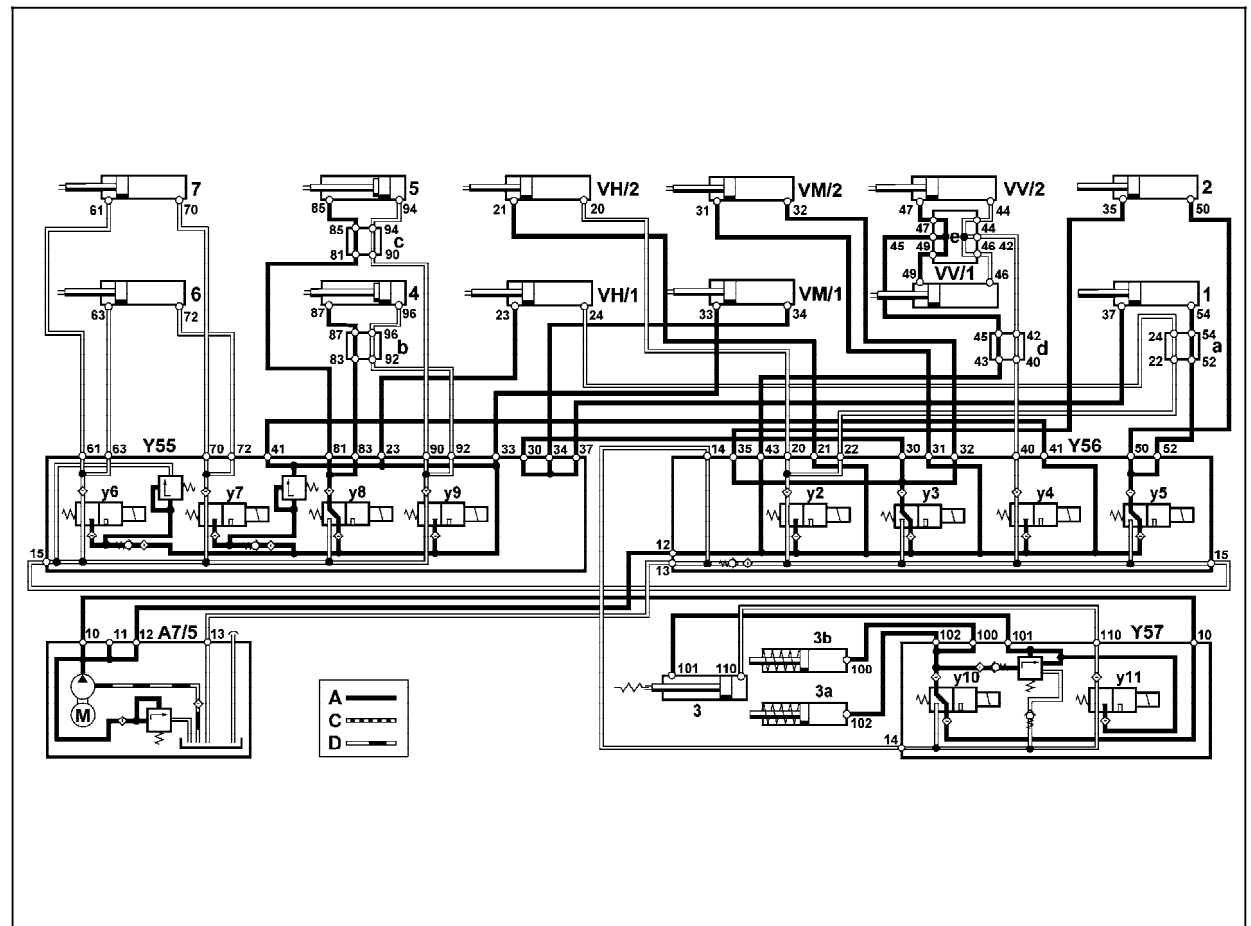 7 5 VH/2 VM/2 VV/2 2
61 70 85 94 21 20 31 32 47 44 35 50
85 94 c 47 44
45 e 42
81 90 49 46
VV/1
49 46
6 4 VH/1 VM/1 1
63 72 87 96 23 24 33 34 37 54
87 96 45 42 24 54
b d a
83 92 43 40 22 52
61 63 Y55 70 72 41 81 83 23 90 92 33 30 34 37 14 35 43 20 21 22 30 31 32 40 41 Y56 50 52
y6 y7 y8 y9 y2 y3 y4 y5
15 12 15
13
10 11 12 A7/5 13 102 100 101 110 Y57 10
3b
101 110 100
y10 y11
3a
M A 3 102
C
D 14